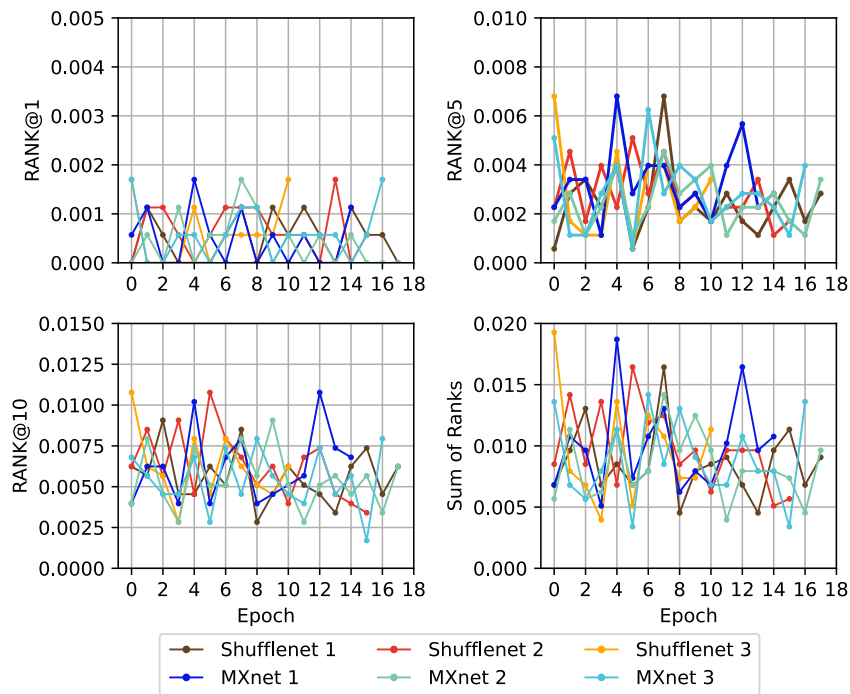 0.005
0.004
0.003
0.002
0.001
0.000
RANK@1
0 2 4 6 8 10 12 14 16 18
0.010
0.008
0.006
0.004
0.002
0.000
RANK@5
0 2 4 6 8 10 12 14 16 18
0.0150
0.0125
0.0100
0.0075
0.0050
0.0025
0.0000
RANK@10
0 2 4 6 8 10 12 14 16 18
Epoch
0.020
0.015
0.010
0.005
0.000
Sum of Ranks
0 2 4 6 8 10 12 14 16 18
Epoch
Shufflenet 1 Shufflenet 2 Shufflenet 3
MXnet 1 MXnet 2 MXnet 3